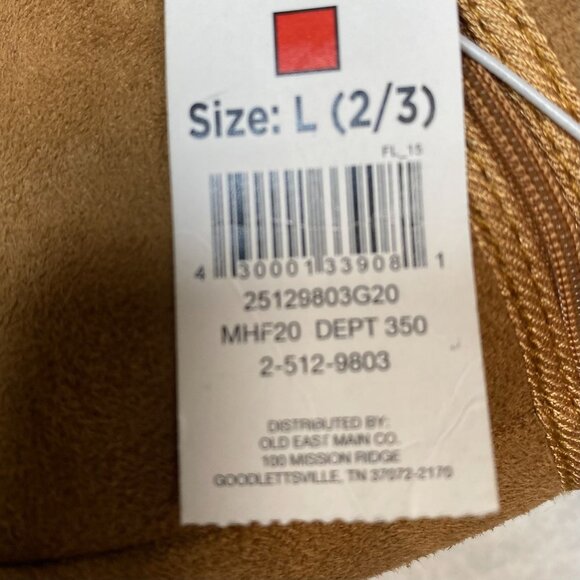 Size: L (2/3)
FL_15
4 30001 33908 1
25129803G20
MHF20 DEPT 350
2-512-9803
DISTRIBUTED BY:
OLD EAST MAIN CO.
100 MISSION RIDGE
GOODLETTSVILLE, TN 37072-2170